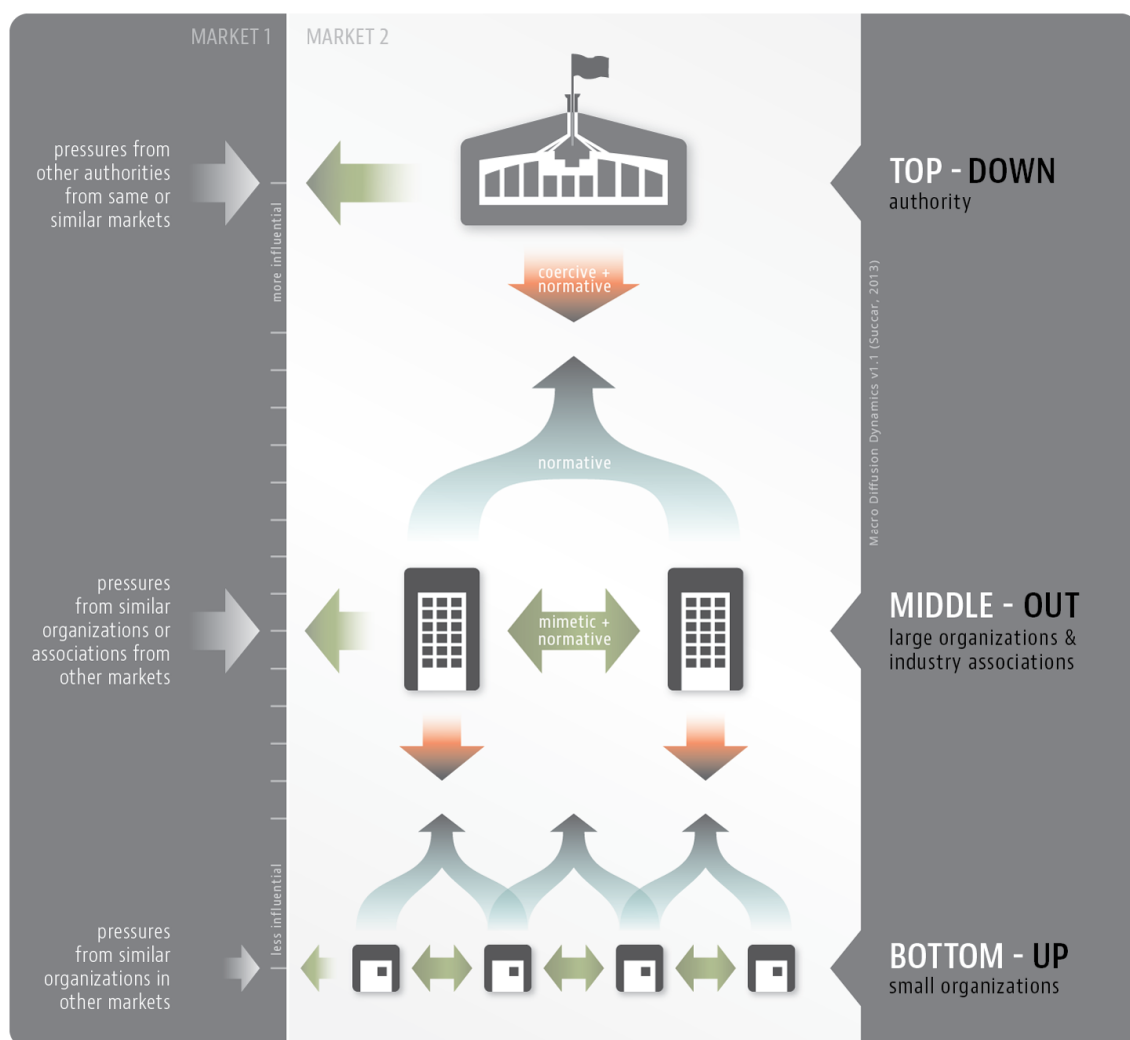 MARKET 1
MARKET 2
pressures from
other authorities
from same or
similar markets
more influential
coercive +
normative
TOP - DOWN
authority
Macro Diffusion Dynamics v1.1 (Succar, 2013)
normative
pressures
from similar
organizations or
associations from
other markets
mimetic +
normative
MIDDLE - OUT
large organizations &
industry associations
less influential
pressures
from similar
organizations in
other markets
BOTTOM - UP
small organizations